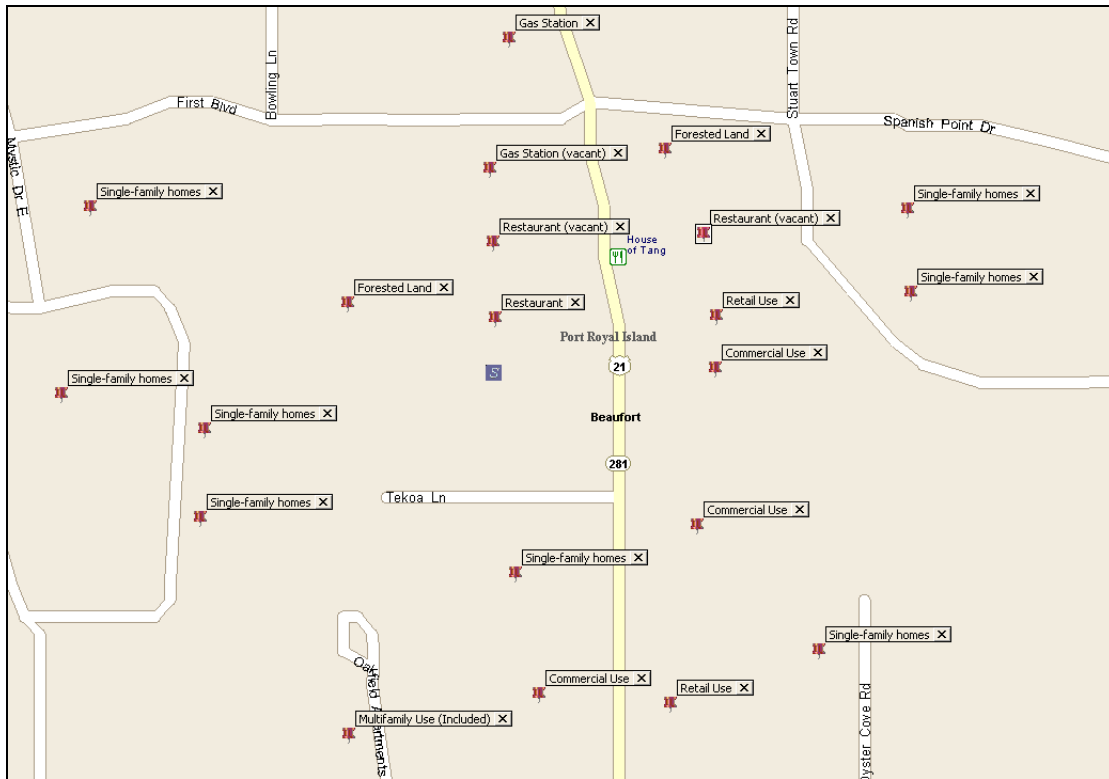 Gas Station
Bowling Ln
Stuart Town Rd
First Blvd
Spanish Point Dr
Forested Land
Mystic Dr E
Gas Station (vacant)
Single-family homes
Single-family homes
Restaurant (vacant)
Restaurant (vacant)
House
of Tang
Forested Land
Restaurant
Single-family homes
Retail Use
Port Royal Island
Commercial Use
21
S
Single-family homes
Single-family homes
Beaufort
281
Tekoa Ln
Single-family homes
Commercial Use
Single-family homes
Single-family homes
Oakfield Apartments
Commercial Use
Retail Use
Multifamily Use (Included)
Oyster Cove Rd